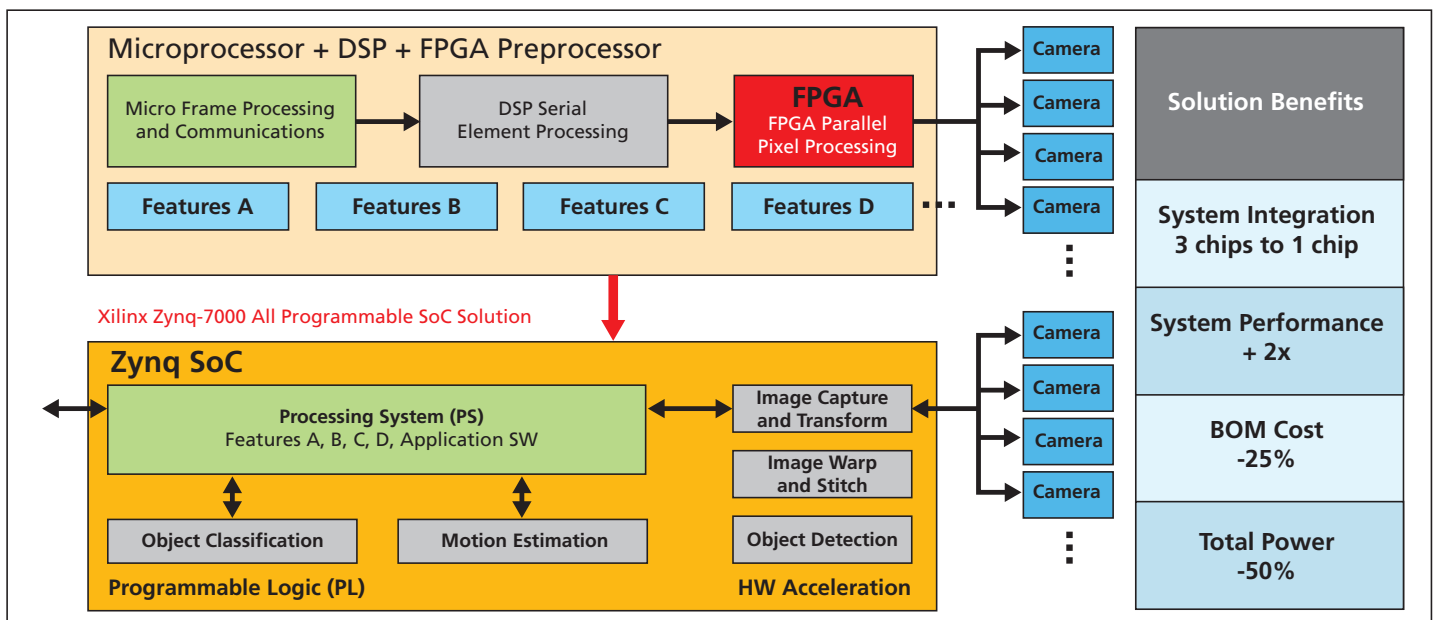 Microprocessor + DSP + FPGA Preprocessor
Micro Frame Processing
and Communications
DSP Serial
Element Processing
FPGA
FPGA Parallel
Pixel Processing
Features A
Features B
Features C
Features D
Camera
Camera
Camera
Camera
Xilinx Zynq-7000 All Programmable SoC Solution
Zynq SoC
Processing System (PS)
Features A, B, C, D, Application SW
Image Capture
and Transform
Image Warp
and Stitch
Object Classification
Motion Estimation
Object Detection
Programmable Logic (PL)
HW Acceleration
Camera
Camera
Camera
Camera
Solution Benefits
System Integration
3 chips to 1 chip
System Performance
+ 2x
BOM Cost
-25%
Total Power
-50%